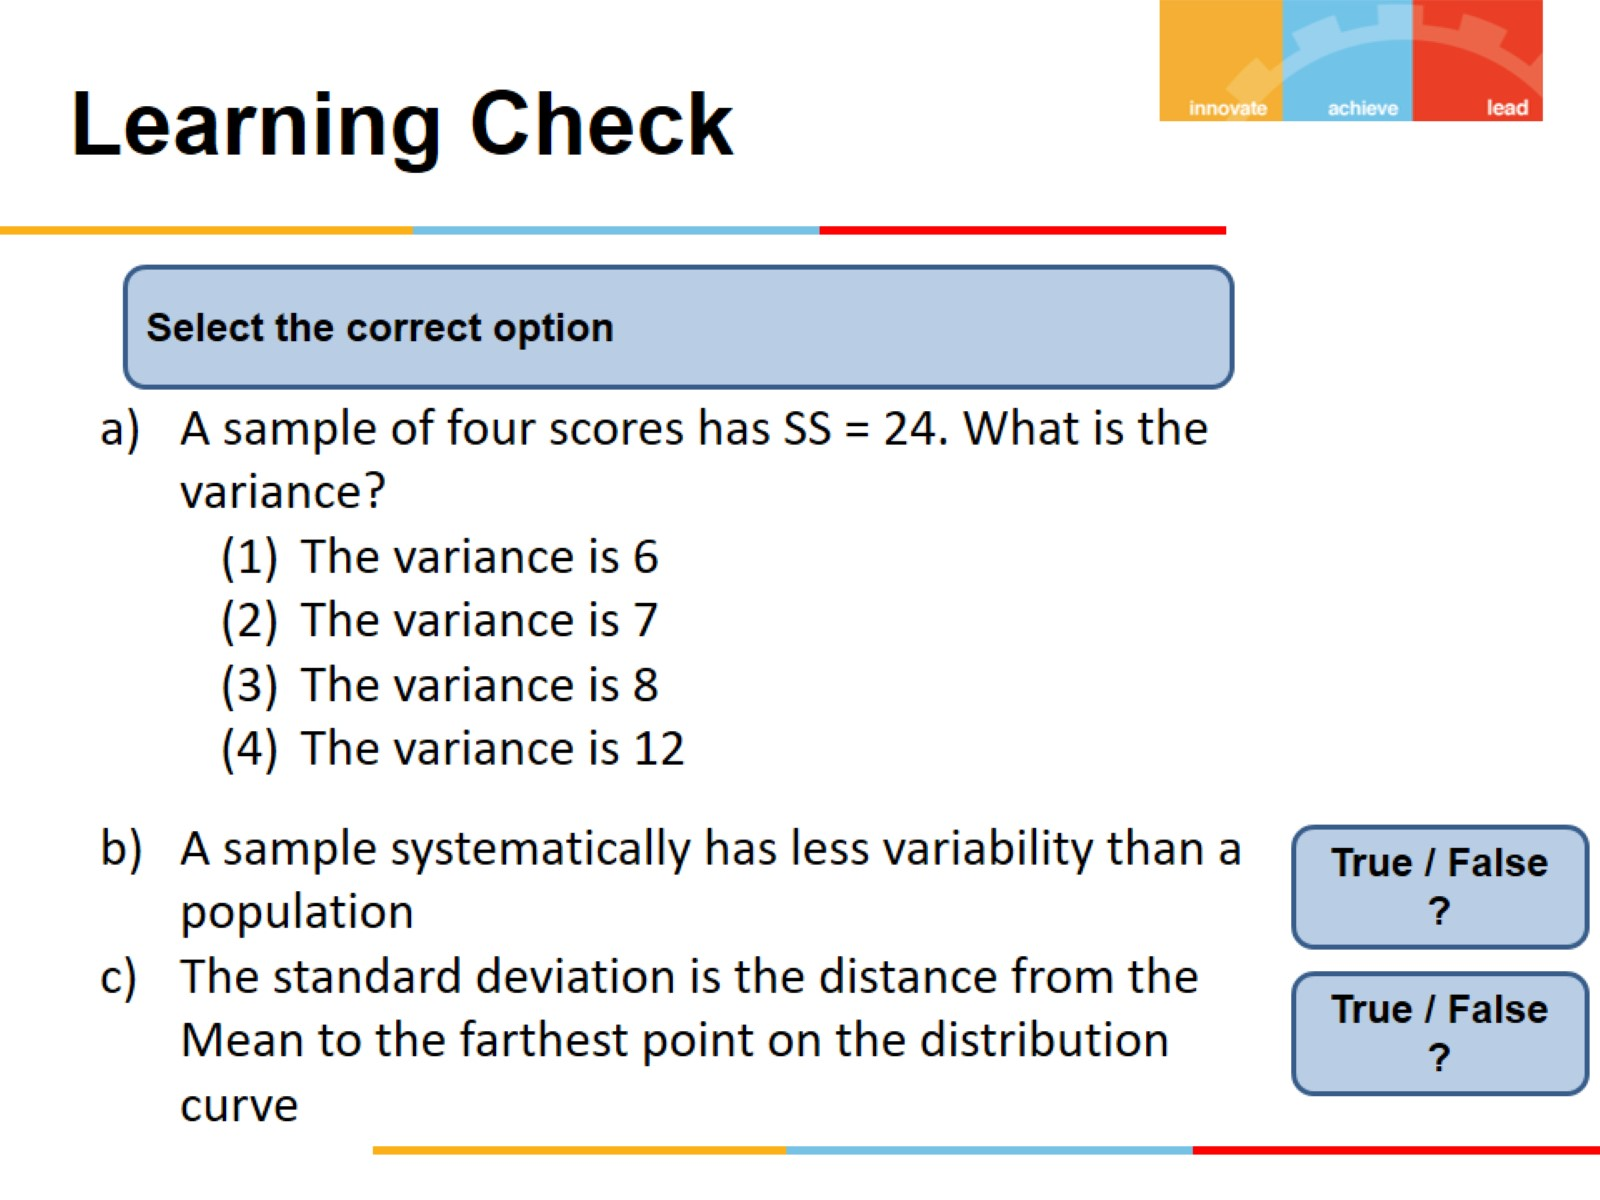 innovate achieve lead
Learning Check
Select the correct option
a) A sample of four scores has SS = 24. What is the
variance?
(1) The variance is 6
(2) The variance is 7
(3) The variance is 8
(4) The variance is 12
b) A sample systematically has less variability than a
population
True / False
?
c) The standard deviation is the distance from the
Mean to the farthest point on the distribution
curve
True / False
?